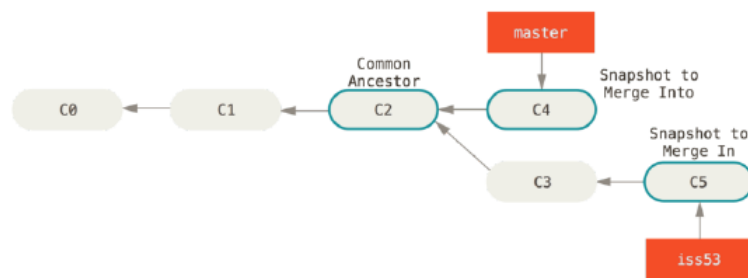 master
Common
Ancestor
Snapshot to
Merge Into
C0
C1
C2
C4
Snapshot to
Merge In
C3
C5
iss53